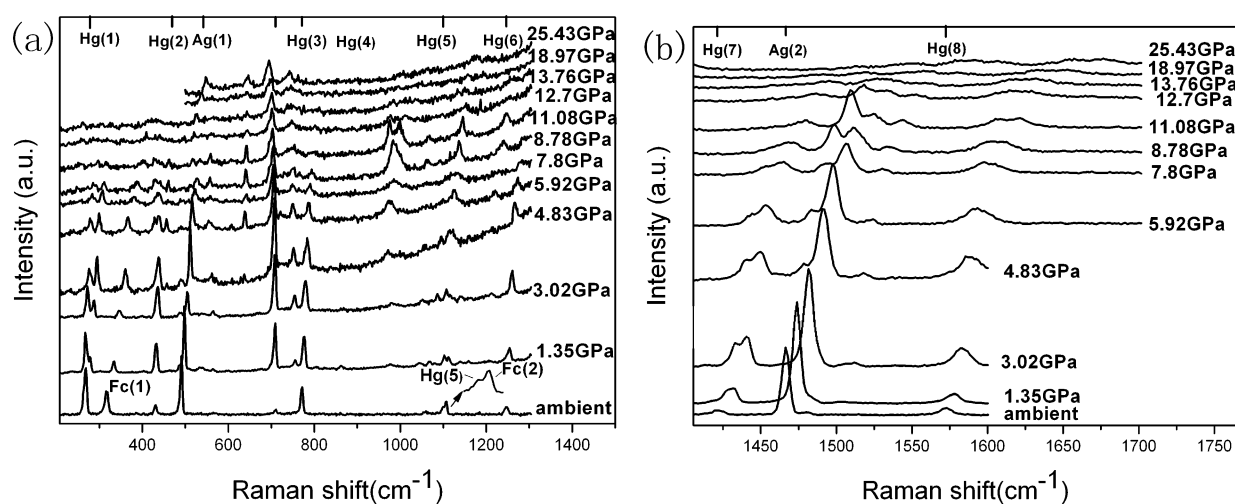 (a)
Hg(1) Hg(2) Ag(1) Hg(3) Hg(4) Hg(5) Hg(6)
25.43GPa
18.97GPa
13.76GPa
12.7GPa
11.08GPa
8.78GPa
7.8GPa
5.92GPa
4.83GPa
3.02GPa
1.35GPa
Hg(5) Fc(2)
Fc(1)
ambient
Intensity (a.u.)
400 600 800 1000 1200 1400
Raman shift(cm-1)
(b)
Hg(7) Ag(2) Hg(8)
25.43GPa
18.97GPa
13.76GPa
12.7GPa
11.08GPa
8.78GPa
7.8GPa
5.92GPa
4.83GPa
3.02GPa
1.35GPa
ambient
Intensity (a.u.)
1450 1500 1550 1600 1650 1700 1750
Raman shift(cm-1)